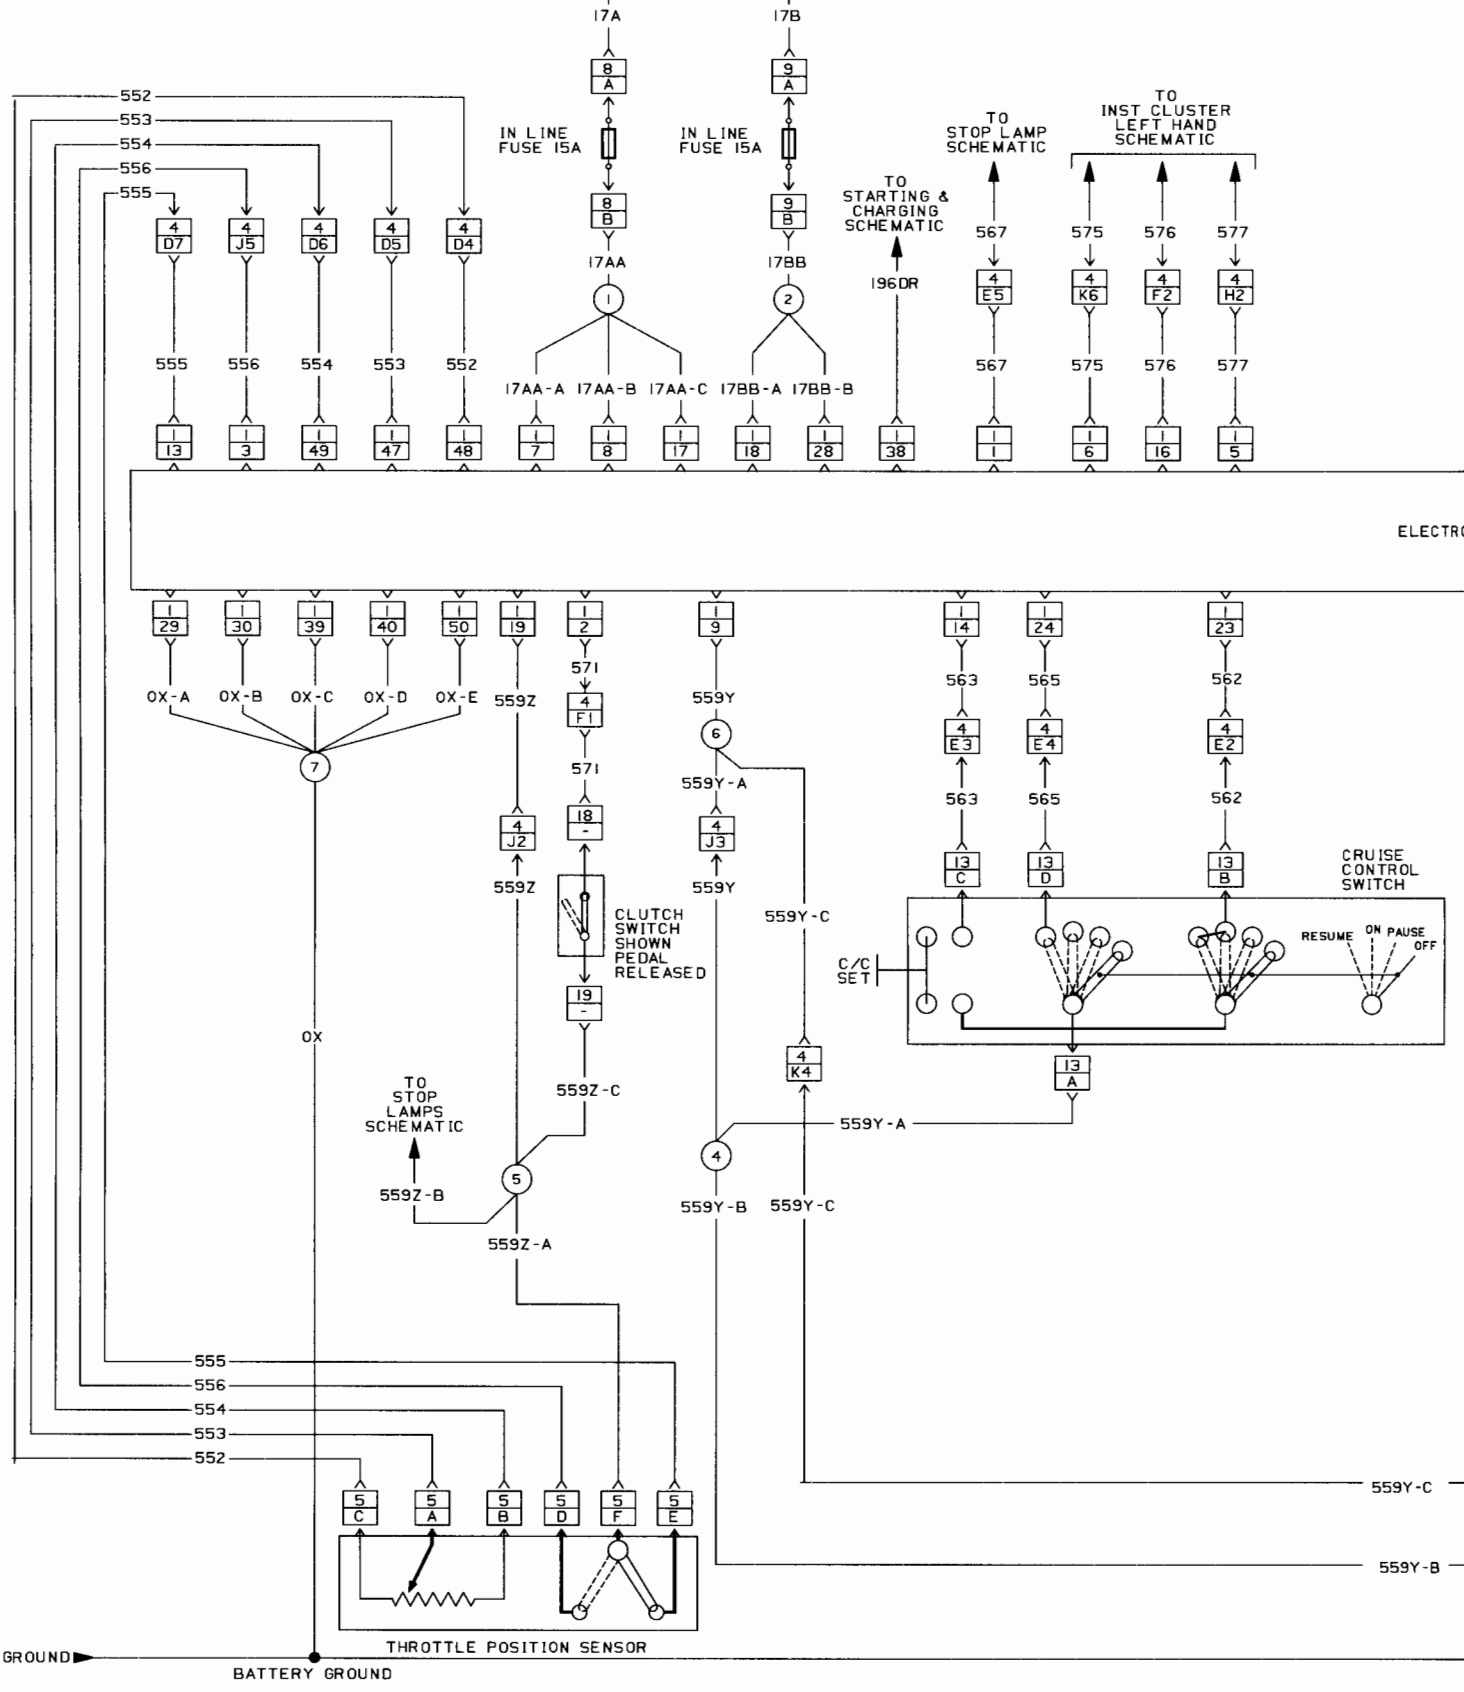 17A 17B
8 9
A A
552
553
554
556
555
IN LINE
FUSE 15A
IN LINE
FUSE 15A
TO
STOP LAMP
SCHEMATIC
TO
INST CLUSTER
LEFT HAND
SCHEMATIC
TO
STARTING &
CHARGING
SCHEMATIC
8 9
B B
4 4 4 4 4
D7 J5 D6 D5 D4
567 575 576 577
17AA 17BB
196DR
1 2
4 4 4 4
E5 K6 F2 H2
555 556 554 553 552
567 575 576 577
17AA-A 17AA-B 17AA-C 17BB-A 17BB-B
1 1 1 1 1 1 1 1 1 1 1 1 1 1 1
13 3 49 47 48 7 8 17 18 28 38 1 6 16 5
ELECTRO
1 1 1 1 1 1 1 1 1 1 1
29 30 39 40 50 19 2 9 14 24 23
571
563 565 562
OX-A OX-B OX-C OX-D OX-E 559Z 559Y
4
F1
6
4 4 4
E3 E4 E2
7
571
559Y-A
563 565 562
18
-
4
J2
4
J3
13 13 13
C D B
CRUISE
CONTROL
SWITCH
559Z 559Y
CLUTCH
SWITCH
SHOWN
PEDAL
RELEASED
559Y-C
RESUME ON PAUSE
OFF
C/C
SET
19
-
OX
4
K4
13
A
559Z-C
TO
STOP
LAMPS
SCHEMATIC
559Y-A
4
5
559Z-B
559Y-B 559Y-C
559Z-A
555
556
554
553
552
559Y-C
5 5 5 5 5 5
C A B D F E
559Y-B
THROTTLE POSITION SENSOR
GROUND
BATTERY GROUND